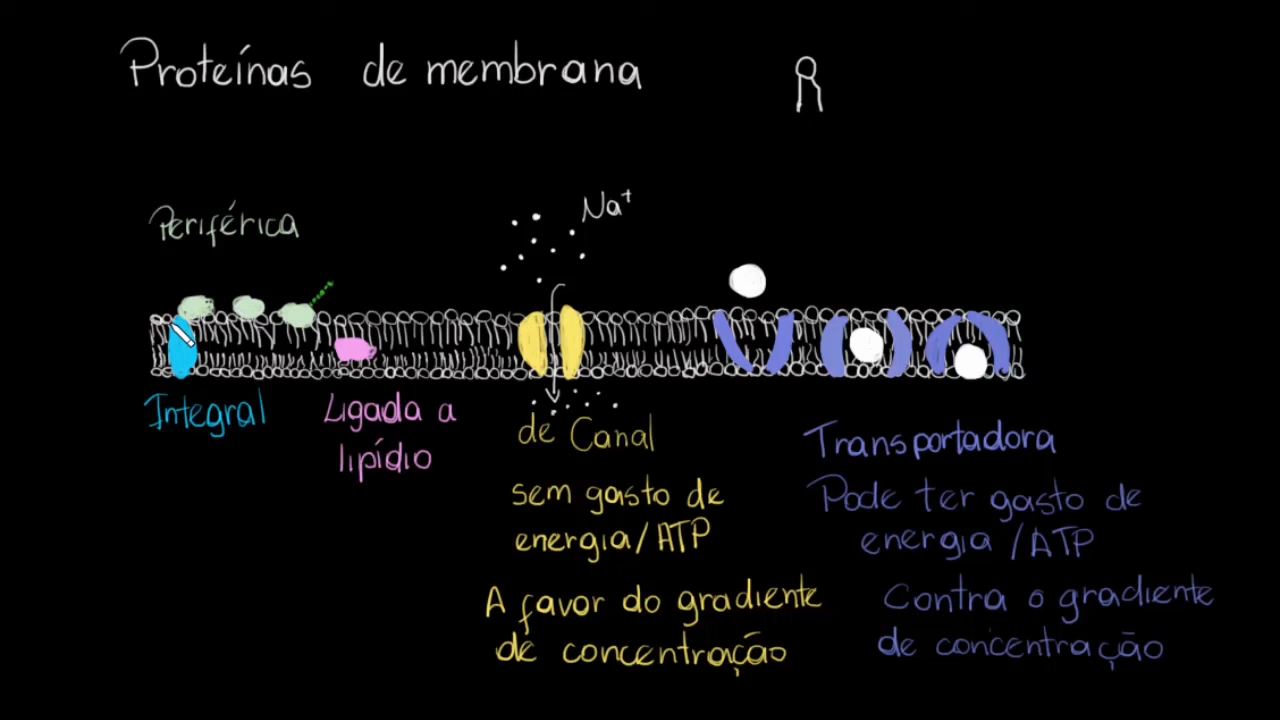 Proteínas de membrana
Periférica
Na⁺
Integral
Ligada a
lipídio
de Canal
sem gasto de
energia/ATP
A favor do gradiente
de concentração
Transportadora
Pode ter gasto de
energia/ATP
Contra o gradiente
de concentração